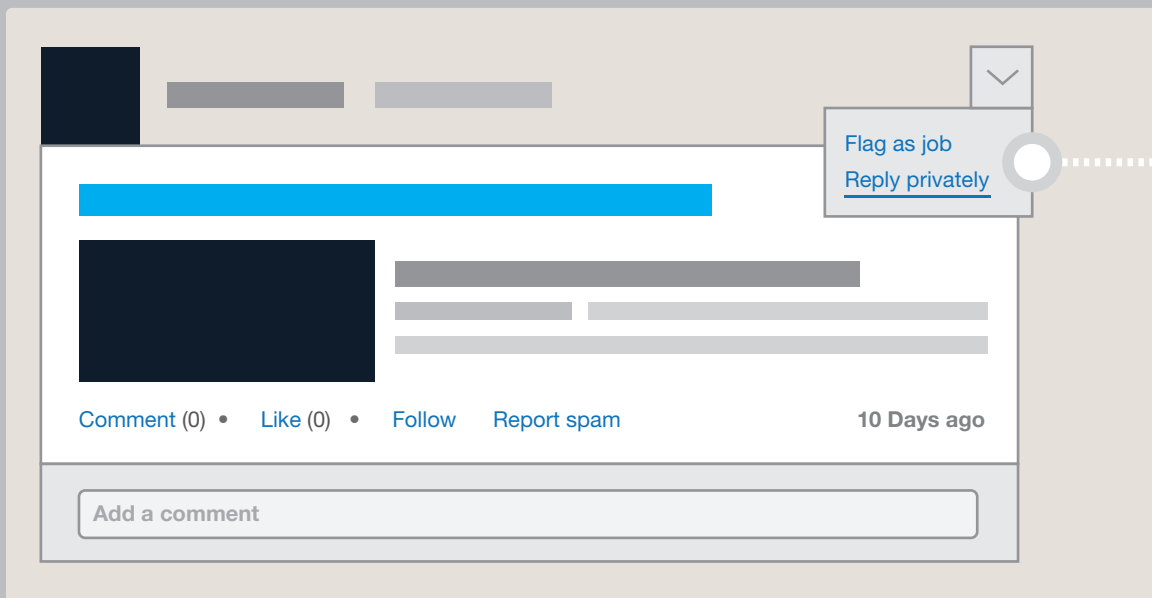 Flag as job
Reply privately
Comment (0) • Like (0) • Follow Report spam 10 Days ago
Add a comment